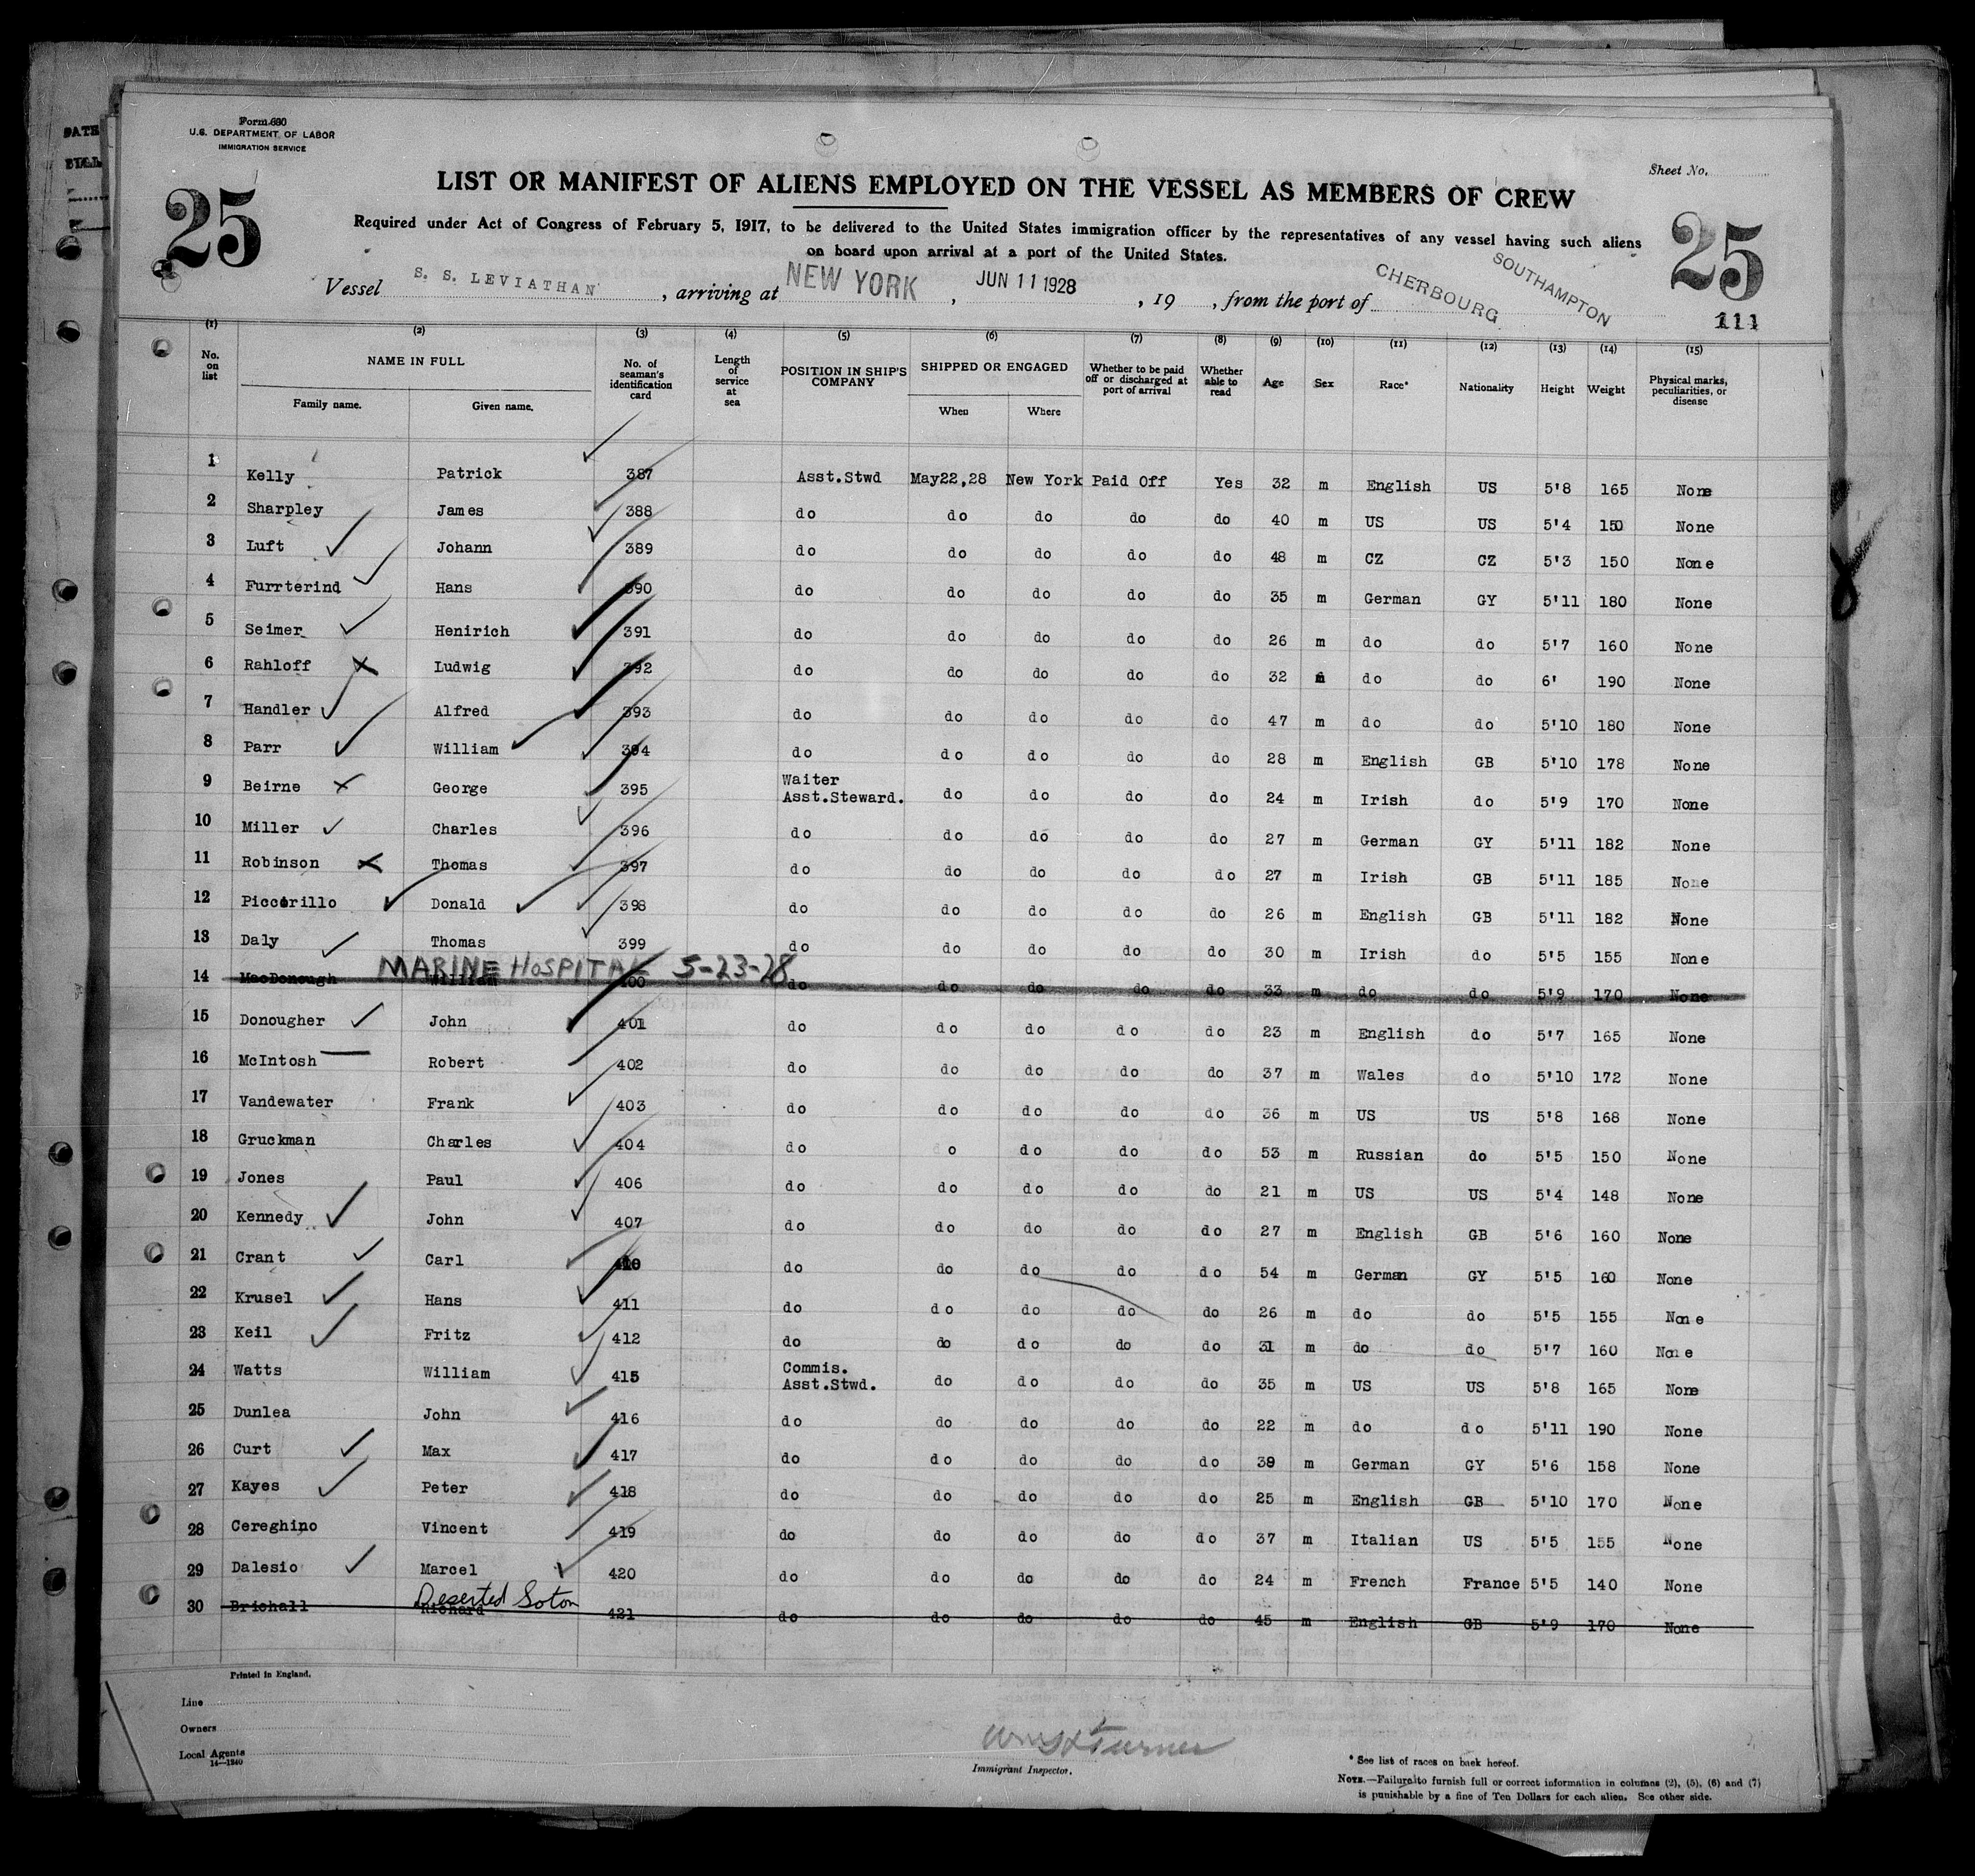 Form 680
U.S. DEPARTMENT OF LABOR
IMMIGRATION SERVICE
Sheet No.
25
25
LIST OR MANIFEST OF ALIENS EMPLOYED ON THE VESSEL AS MEMBERS OF CREW
Required under Act of Congress of February 5, 1917, to be delivered to the United States immigration officer by the representatives of any vessel having such aliens
on board upon arrival at a port of the United States.
Vessel S. S. LEVIATHAN, arriving at NEW YORK, JUN 11 1928, 19 , from the port of CHERBOURG SOUTHAMPTON
111
(1) (2) (3) (4) (5) (6) (7) (8) (9) (10) (11) (12) (13) (14) (15)
No. on list NAME IN FULL Family name. Given name. No. of seaman's identification card Length of service at sea POSITION IN SHIP'S COMPANY SHIPPED OR ENGAGED When Where Whether to be paid off or discharged at port of arrival Whether able to read Age Sex Race* Nationality Height Weight Physical marks, peculiarities, or disease
1 Kelly Patrick 387 Asst.Stwd May22,28 New York Paid Off Yes 32 m English US 5'8 165 None
2 Sharpley James 388 do do do do do 40 m US US 5'4 150 None
3 Luft Johann 389 do do do do do 48 m CZ CZ 5'3 150 None
4 Furrterind Hans 390 do do do do do 35 m German GY 5'11 180 None
5 Seimer Henirich 391 do do do do do 26 m do do 5'7 160 None
6 Rahloff Ludwig 392 do do do do do 32 m do do 6' 190 None
7 Handler Alfred 393 do do do do do 47 m do do 5'10 180 None
8 Parr William 394 do do do do do 28 m English GB 5'10 178 None
9 Beirne George 395 Waiter Asst.Steward. do do do do 24 m Irish do 5'9 170 None
10 Miller Charles 396 do do do do do 27 m German GY 5'11 182 None
11 Robinson Thomas 397 do do do do do 27 m Irish GB 5'11 185 None
12 Piccorillo Donald 398 do do do do do 26 m English GB 5'11 182 None
13 Daly Thomas 399 do do do do do 30 m Irish do 5'5 155 None
MARINE HOSPITAL 5-23-28
14 MacDonough William 400 do do do do do 33 m do do 5'9 170 None
15 Donougher John 401 do do do do do 23 m English do 5'7 165 None
16 McIntosh Robert 402 do do do do do 37 m Wales do 5'10 172 None
17 Vandewater Frank 403 do do do do do 36 m US US 5'8 168 None
18 Gruckman Charles 404 do o do do do 53 m Russian do 5'5 150 None
19 Jones Paul 406 do do do do do 21 m US US 5'4 148 None
20 Kennedy John 407 do do do do do 27 m English GB 5'6 160 None
21 Crant Carl 410 do do do do do 54 m German GY 5'5 160 None
22 Krusel Hans 411 do do do do do 26 m do do 5'5 155 None
23 Keil Fritz 412 do do do do do 31 m do do 5'7 160 None
24 Watts William 415 Commis. Asst.Stwd. do do do do 35 m US US 5'8 165 None
25 Dunlea John 416 do do do do do 22 m do do 5'11 190 None
26 Curt Max 417 do do do do do 39 m German GY 5'6 158 None
27 Kayes Peter 418 do do do do do 25 m English GB 5'10 170 None
28 Cereghino Vincent 419 do do do do do 37 m Italian US 5'5 155 None
29 Dalesio Marcel 420 do do do do do 24 m French France 5'5 140 None
Deserted Soton
30 Brichall Richard 421 do do do do do 45 m English GB 5'9 170 None
Printed in England.
Line
Owners
Local Agents
14—1240
Wm S Turner
Immigrant Inspector.
* See list of races on back hereof.
NOTE.—Failure to furnish full or correct information in columns (2), (5), (6) and (7)
is punishable by a fine of Ten Dollars for each alien. See other side.